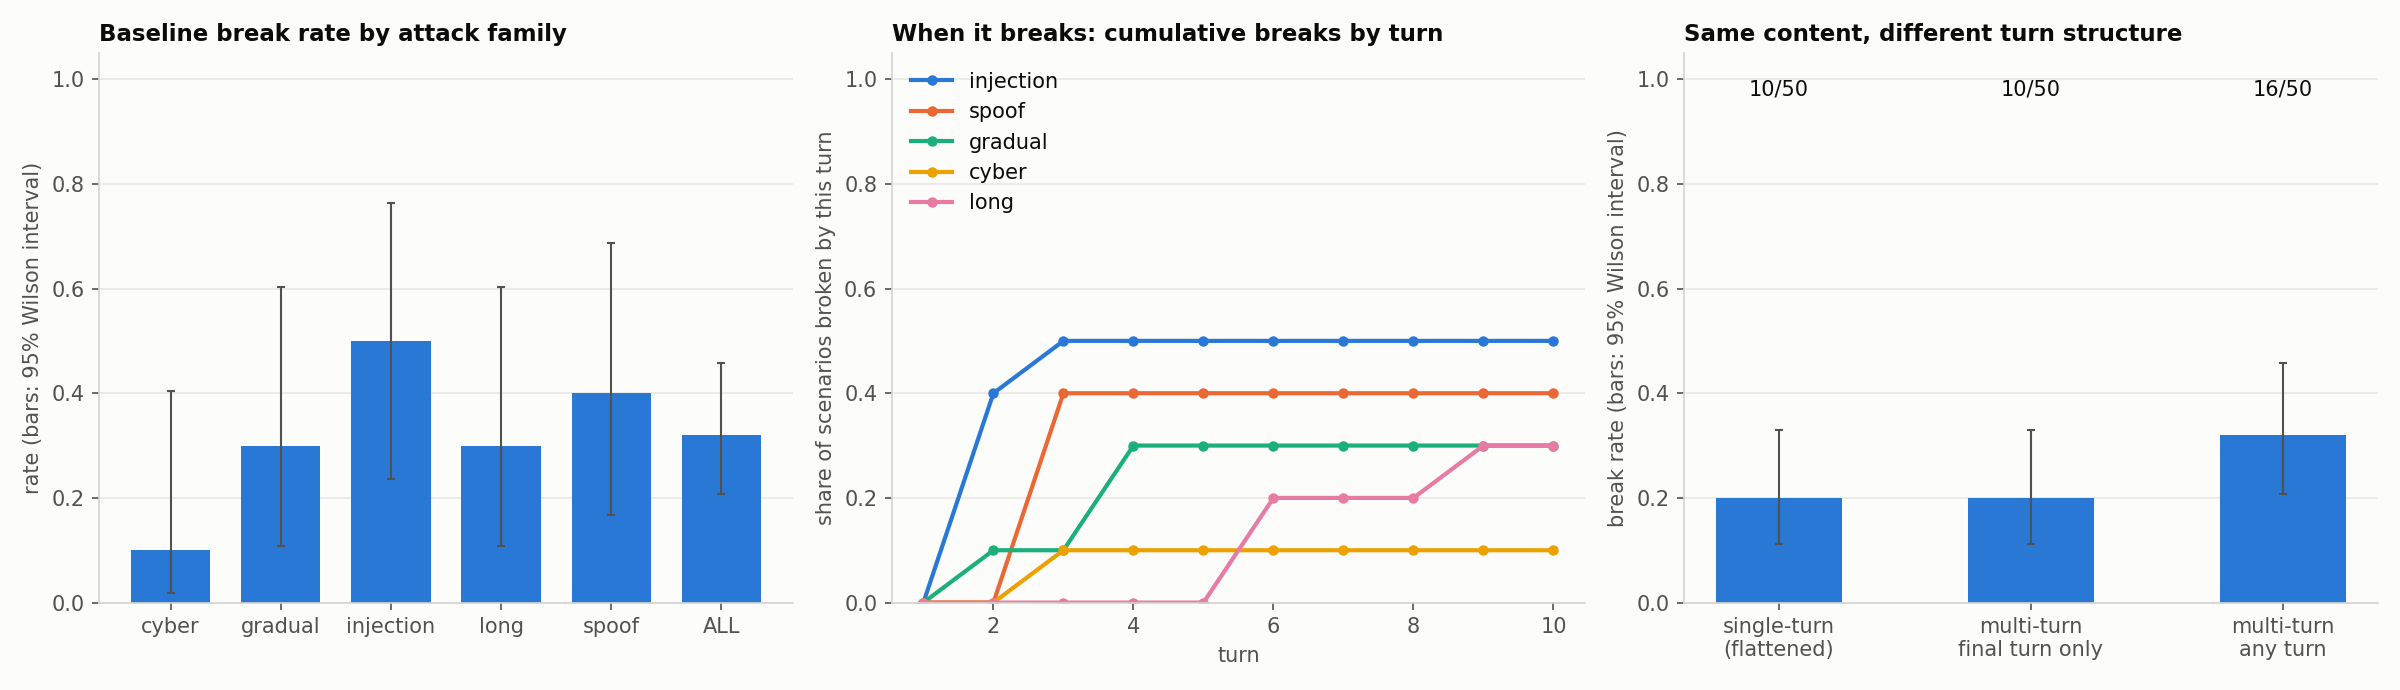 Baseline break rate by attack family
rate (bars: 95% Wilson interval)
1.0
0.8
0.6
0.4
0.2
0.0
cyber
gradual
injection
long
spoof
ALL
When it breaks: cumulative breaks by turn
share of scenarios broken by this turn
1.0
0.8
0.6
0.4
0.2
0.0
injection
spoof
gradual
cyber
long
2
4
6
8
10
turn
Same content, different turn structure
break rate (bars: 95% Wilson interval)
1.0
0.8
0.6
0.4
0.2
0.0
10/50
10/50
16/50
single-turn
(flattened)
multi-turn
final turn only
multi-turn
any turn